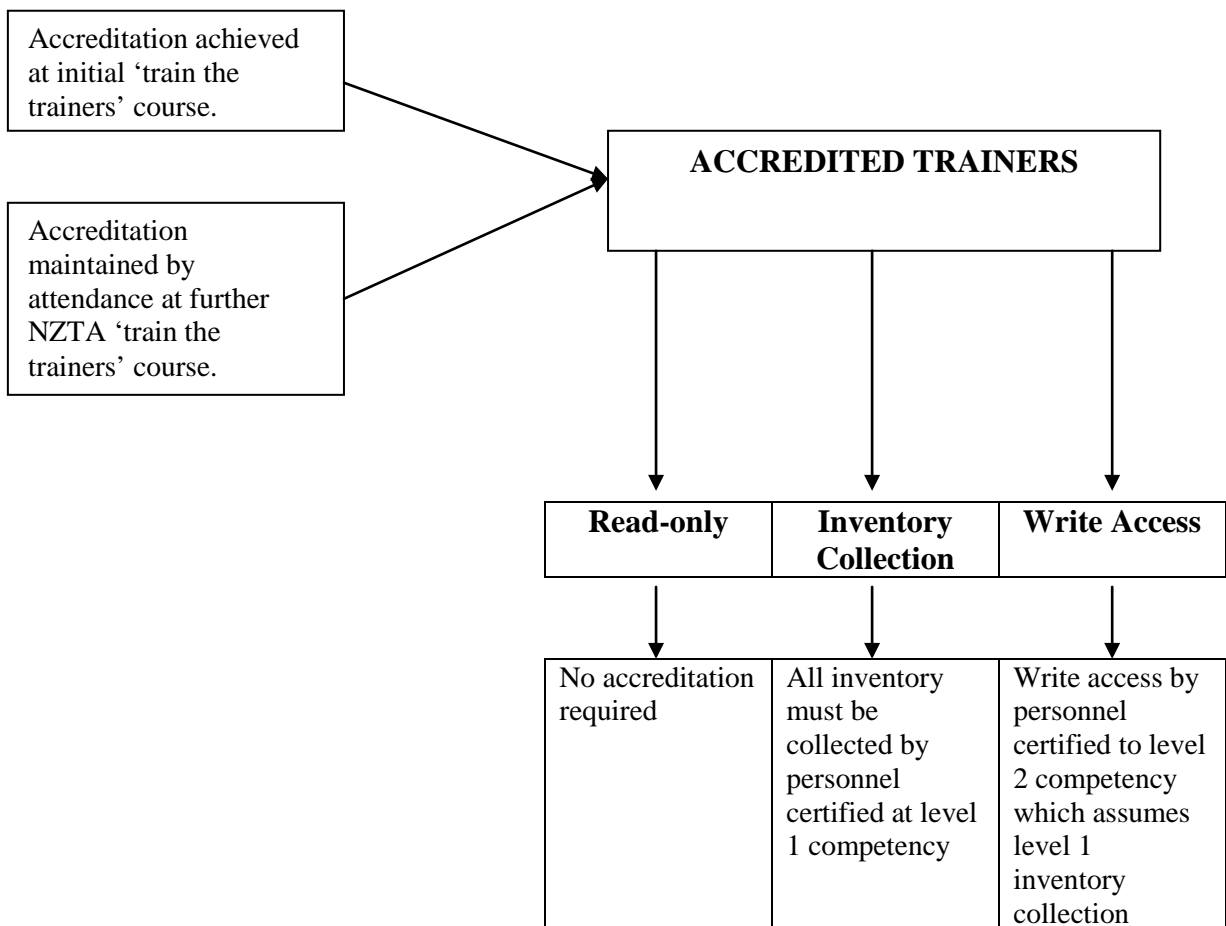 Accreditation achieved
at initial ‘train the
trainers’ course.
ACCREDITED TRAINERS
Accreditation
maintained by
attendance at further
NZTA ‘train the
trainers’ course.
Read-only
Inventory
Collection
Write Access
No accreditation
required
All inventory
must be
collected by
personnel
certified at level
1 competency
Write access by
personnel
certified to level
2 competency
which assumes
level 1
inventory
collection